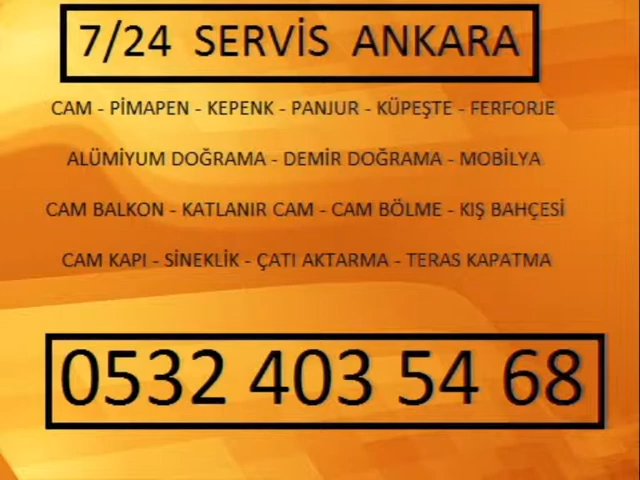 7/24 SERVİS ANKARA
CAM - PİMAPEN - KEPENK - PANJUR - KÜPEŞTE - FERFORJE
ALÜMİYUM DOĞRAMA - DEMİR DOĞRAMA - MOBİLYA
CAM BALKON - KATLANIR CAM - CAM BÖLME - KIŞ BAHÇESİ
CAM KAPI - SİNEKLİK - ÇATI AKTARMA - TERAS KAPATMA
0532 403 54 68